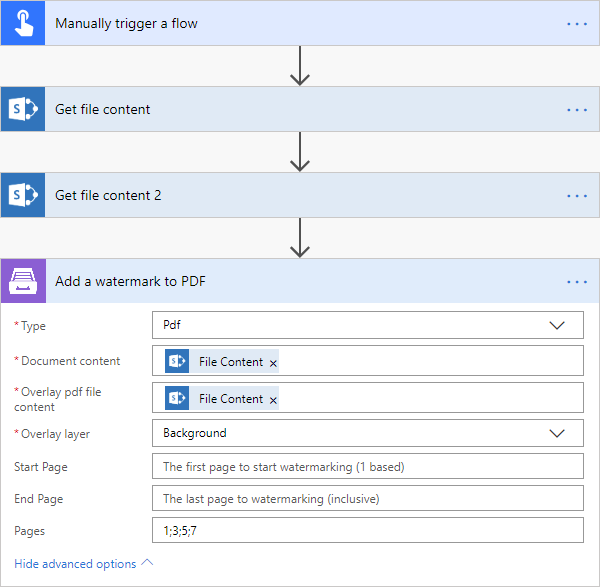 Manually trigger a flow
Get file content
Get file content 2
Add a watermark to PDF
* Type
Pdf
* Document content
File Content x
* Overlay pdf file
content
File Content x
* Overlay layer
Background
Start Page
The first page to start watermarking (1 based)
End Page
The last page to watermarking (inclusive)
Pages
1;3;5;7
Hide advanced options